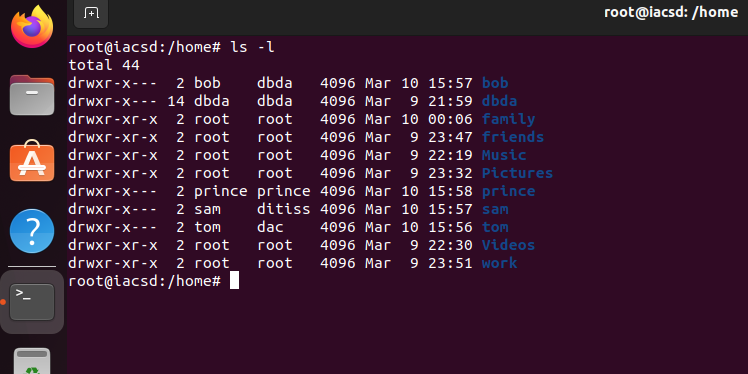 root@iacsd: /home
root@iacsd:/home# ls -l
total 44
drwxr-x---  2 bob    dbda   4096 Mar 10 15:57 bob
drwxr-x--- 14 dbda   dbda   4096 Mar  9 21:59 dbda
drwxr-xr-x  2 root   root   4096 Mar 10 00:06 family
drwxr-xr-x  2 root   root   4096 Mar  9 23:47 friends
drwxr-xr-x  2 root   root   4096 Mar  9 22:19 Music
drwxr-xr-x  2 root   root   4096 Mar  9 23:32 Pictures
drwxr-x---  2 prince prince 4096 Mar 10 15:58 prince
drwxr-x---  2 sam    ditiss 4096 Mar 10 15:57 sam
drwxr-x---  2 tom    dac    4096 Mar 10 15:56 tom
drwxr-xr-x  2 root   root   4096 Mar  9 22:30 Videos
drwxr-xr-x  2 root   root   4096 Mar  9 23:51 work
root@iacsd:/home#